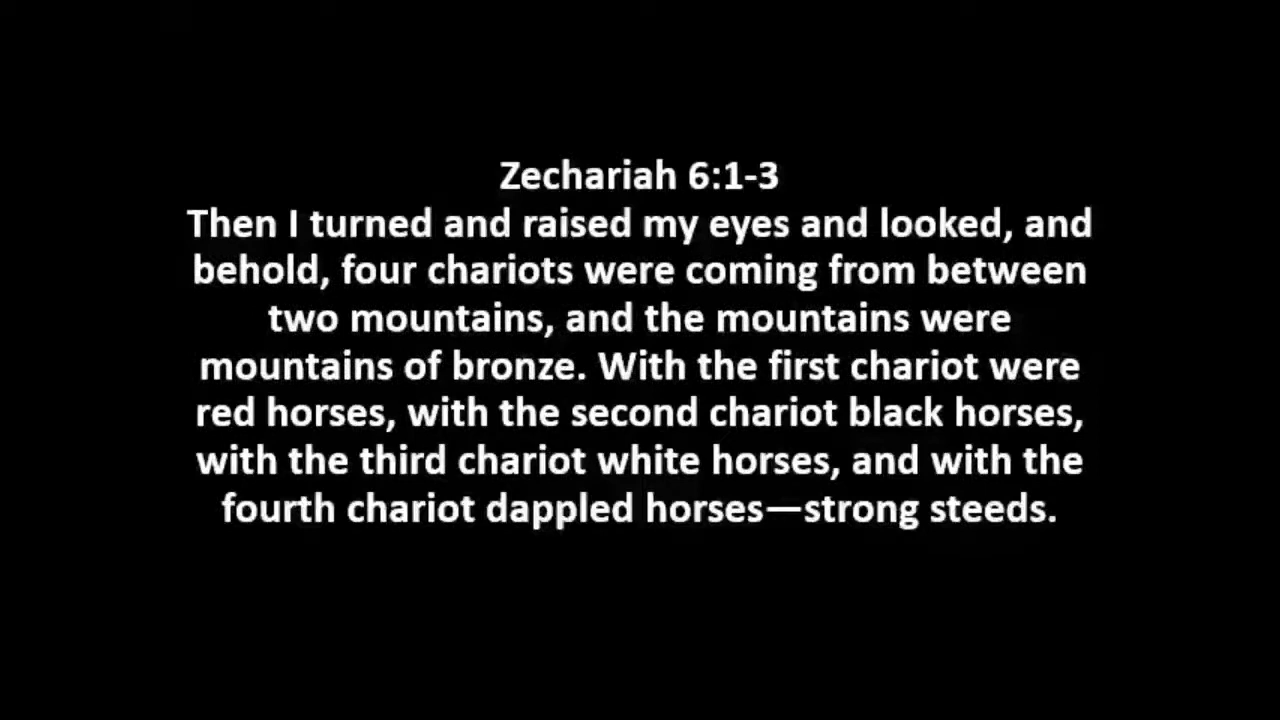 Zechariah 6:1-3
Then I turned and raised my eyes and looked, and
behold, four chariots were coming from between
two mountains, and the mountains were
mountains of bronze. With the first chariot were
red horses, with the second chariot black horses,
with the third chariot white horses, and with the
fourth chariot dappled horses—strong steeds.